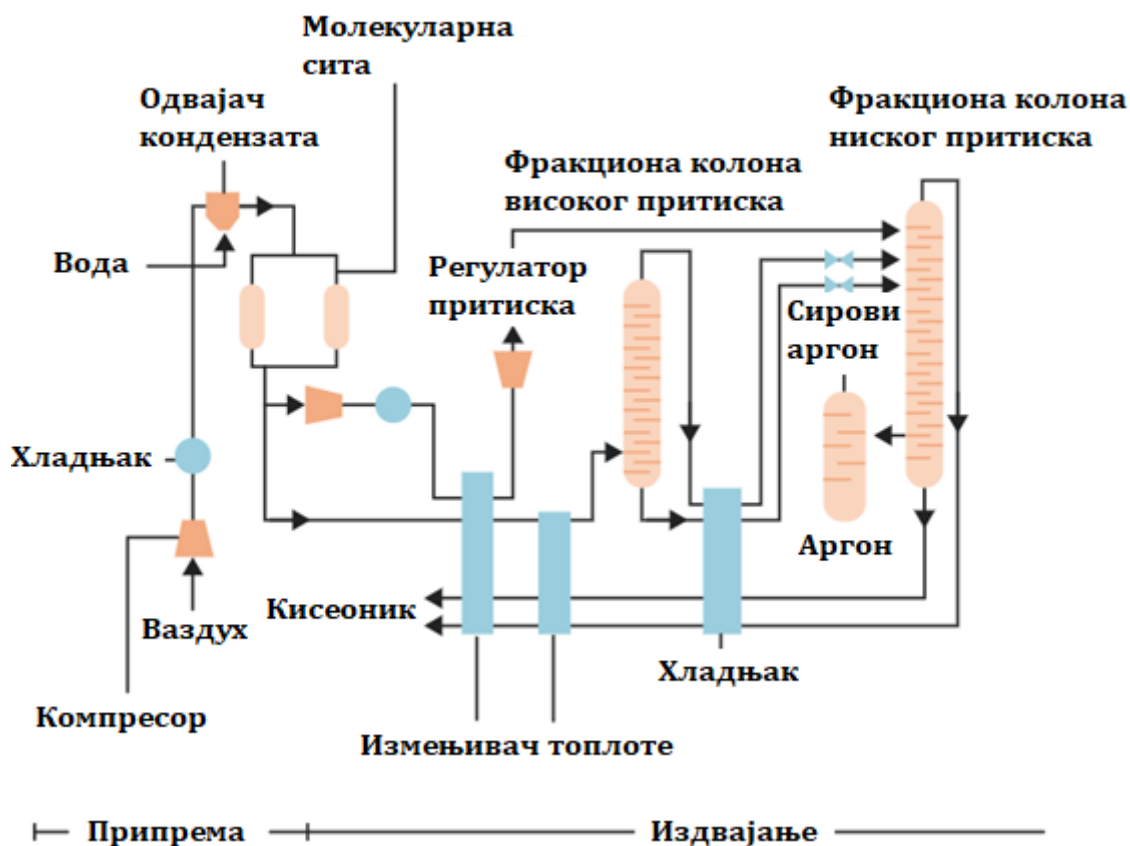 Молекуларна
сита
Одвајач
кондензата
Фракциона колона
ниског притиска
Фракциона колона
високог притиска
Вода
Регулатор
притиска
Сирови
аргон
Хладњак
Аргон
Кисеоник
Ваздух
Хладњак
Компресор
Измењивач топлоте
Припрема
Издвајање